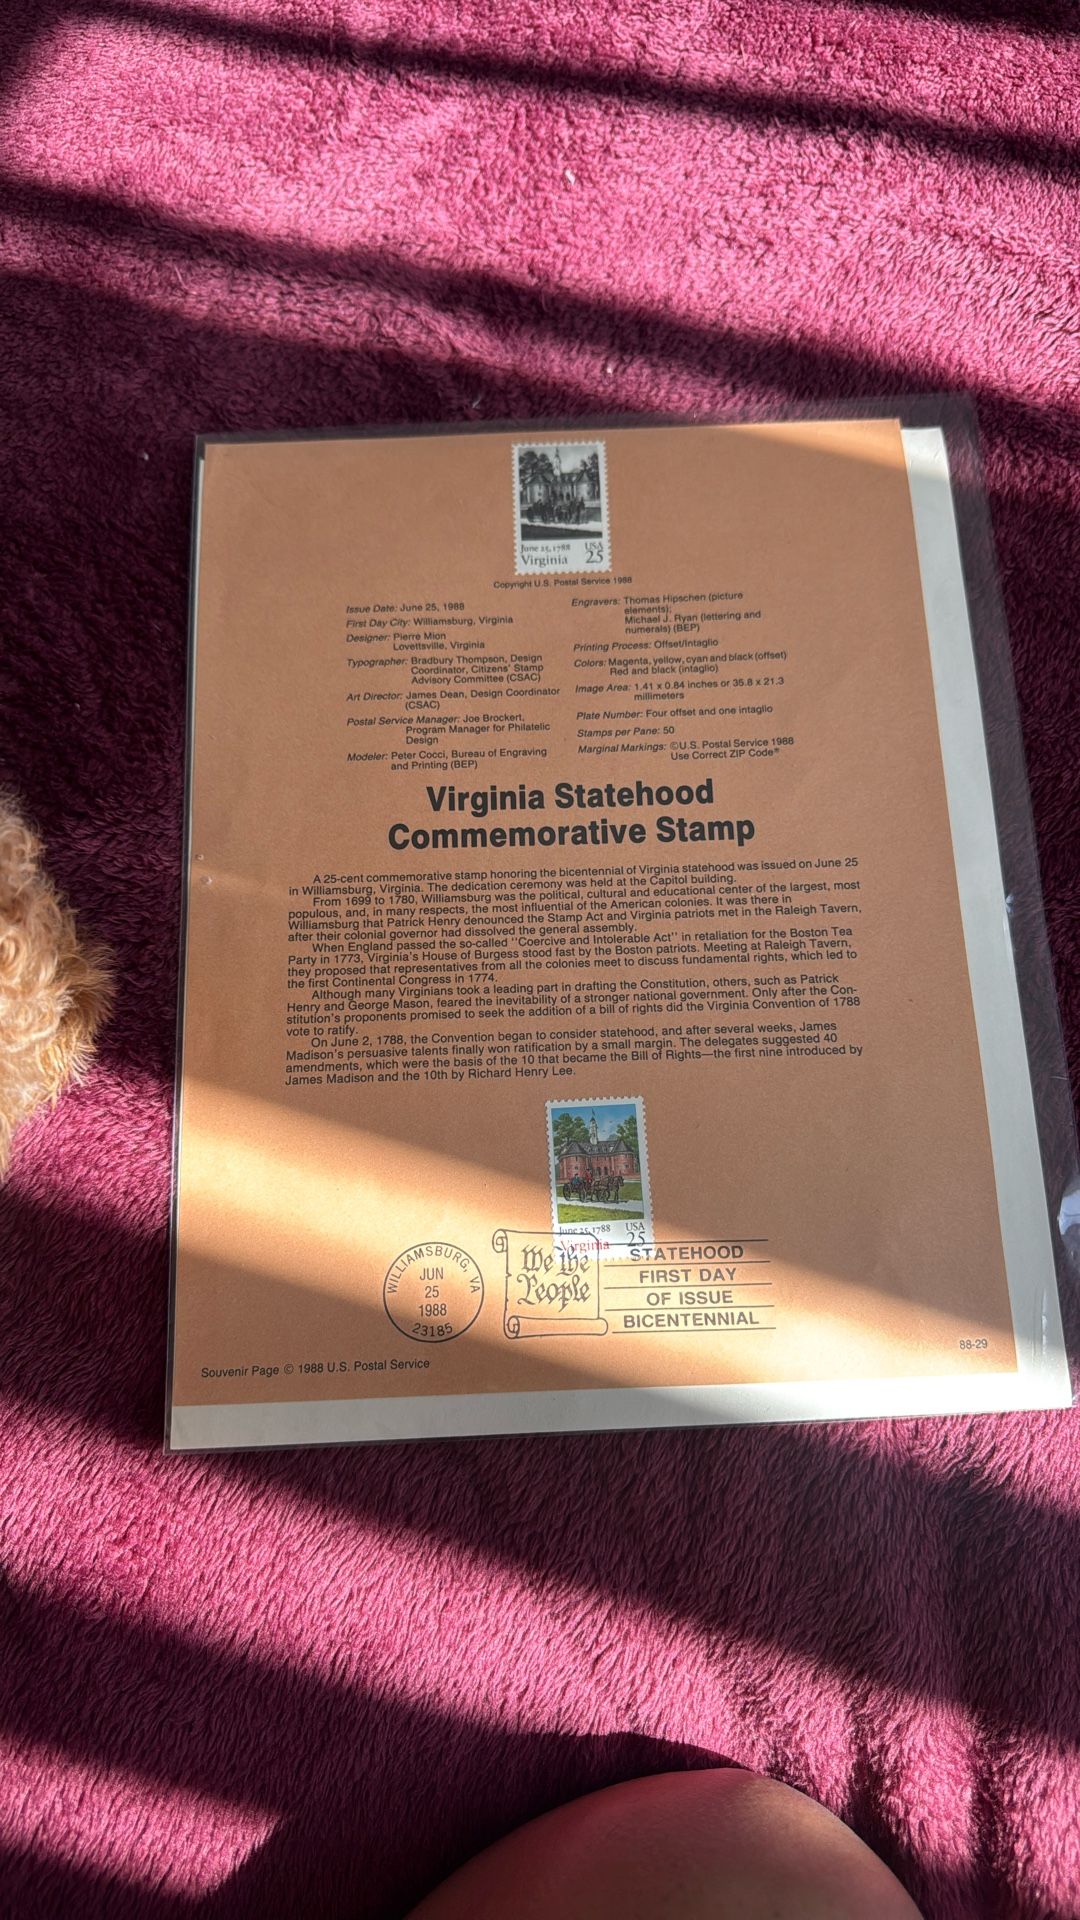 June 25, 1788
USA
Virginia
25
Copyright U.S. Postal Service 1988
Issue Date: June 25, 1988
First Day City: Williamsburg, Virginia
Designer: Pierre Mion
Lovettsville, Virginia
Typographer: Bradbury Thompson, Design
Coordinator, Citizens' Stamp
Advisory Committee (CSAC)
Art Director: James Dean, Design Coordinator
(CSAC)
Postal Service Manager: Joe Brockert,
Program Manager for Philatelic
Design
Modeler: Peter Cocci, Bureau of Engraving
and Printing (BEP)
Engravers: Thomas Hipschen (picture
elements);
Michael J. Ryan (lettering and
numerals) (BEP)
Printing Process: Offset/Intaglio
Colors: Magenta, yellow, cyan and black (offset)
Red and black (intaglio)
Image Area: 1.41 x 0.84 inches or 35.8 x 21.3
millimeters
Plate Number: Four offset and one intaglio
Stamps per Pane: 50
Marginal Markings: ©U.S. Postal Service 1988
Use Correct ZIP Code®
Virginia Statehood
Commemorative Stamp
A 25-cent commemorative stamp honoring the bicentennial of Virginia statehood was issued on June 25
in Williamsburg, Virginia. The dedication ceremony was held at the Capitol building.
From 1699 to 1780, Williamsburg was the political, cultural and educational center of the largest, most
populous, and, in many respects, the most influential of the American colonies. It was there in
Williamsburg that Patrick Henry denounced the Stamp Act and Virginia patriots met in the Raleigh Tavern,
after their colonial governor had dissolved the general assembly.
When England passed the so-called "Coercive and Intolerable Act" in retaliation for the Boston Tea
Party in 1773, Virginia's House of Burgess stood fast by the Boston patriots. Meeting at Raleigh Tavern,
they proposed that representatives from all the colonies meet to discuss fundamental rights, which led to
the first Continental Congress in 1774.
Although many Virginians took a leading part in drafting the Constitution, others, such as Patrick
Henry and George Mason, feared the inevitability of a stronger national government. Only after the Con-
stitution's proponents promised to seek the addition of a bill of rights did the Virginia Convention of 1788
vote to ratify.
On June 2, 1788, the Convention began to consider statehood, and after several weeks, James
Madison's persuasive talents finally won ratification by a small margin. The delegates suggested 40
amendments, which were the basis of the 10 that became the Bill of Rights—the first nine introduced by
James Madison and the 10th by Richard Henry Lee.
June 25, 1788
USA
Virginia
25
WILLIAMSBURG, VA
JUN
25
1988
23185
We the
People
STATEHOOD
FIRST DAY
OF ISSUE
BICENTENNIAL
Souvenir Page © 1988 U.S. Postal Service
88-29